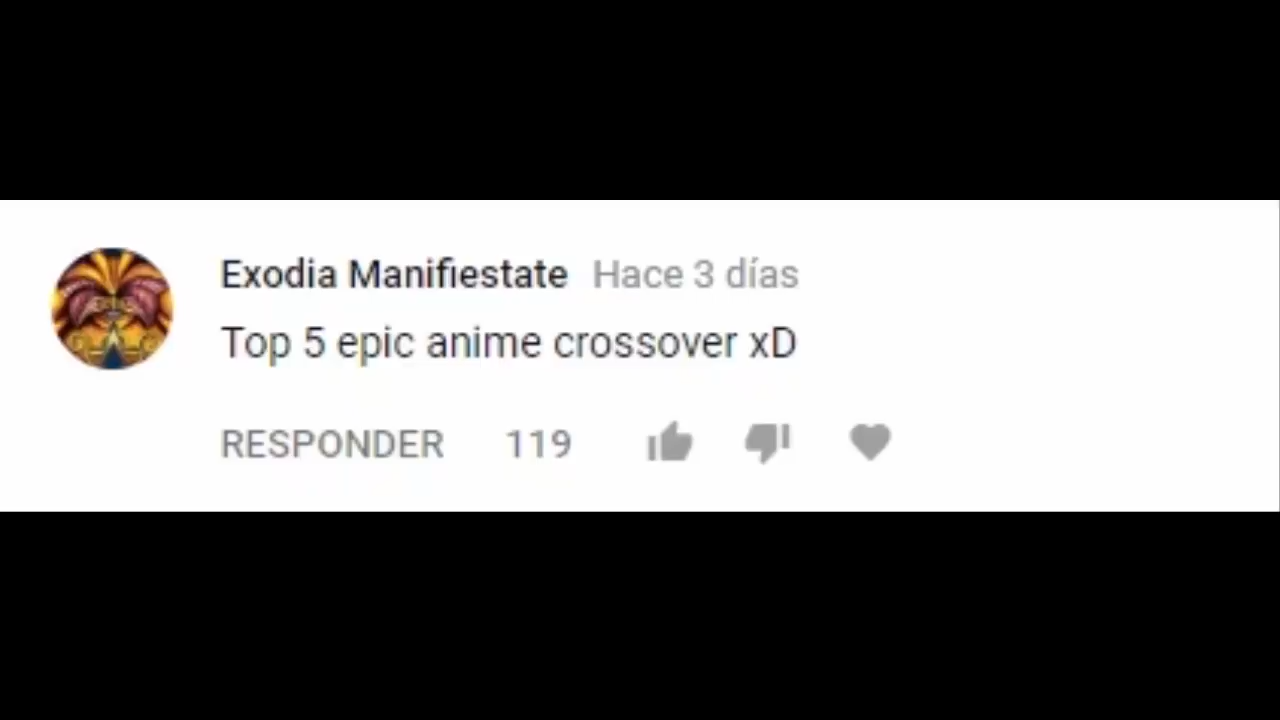 Exodia Manifiestate Hace 3 días
Top 5 epic anime crossover xD
RESPONDER 119